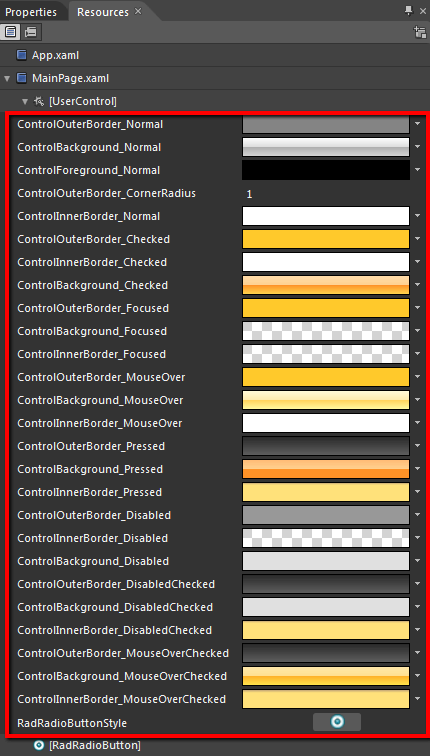 Properties Resources ×
App.xaml
MainPage.xaml
[UserControl]
ControlOuterBorder_Normal
ControlBackground_Normal
ControlForeground_Normal
ControlOuterBorder_CornerRadius 1
ControlInnerBorder_Normal
ControlOuterBorder_Checked
ControlInnerBorder_Checked
ControlBackground_Checked
ControlOuterBorder_Focused
ControlBackground_Focused
ControlInnerBorder_Focused
ControlOuterBorder_MouseOver
ControlBackground_MouseOver
ControlInnerBorder_MouseOver
ControlOuterBorder_Pressed
ControlBackground_Pressed
ControlInnerBorder_Pressed
ControlOuterBorder_Disabled
ControlInnerBorder_Disabled
ControlBackground_Disabled
ControlOuterBorder_DisabledChecked
ControlBackground_DisabledChecked
ControlInnerBorder_DisabledChecked
ControlOuterBorder_MouseOverChecked
ControlBackground_MouseOverChecked
ControlInnerBorder_MouseOverChecked
RadRadioButtonStyle
[RadRadioButton]